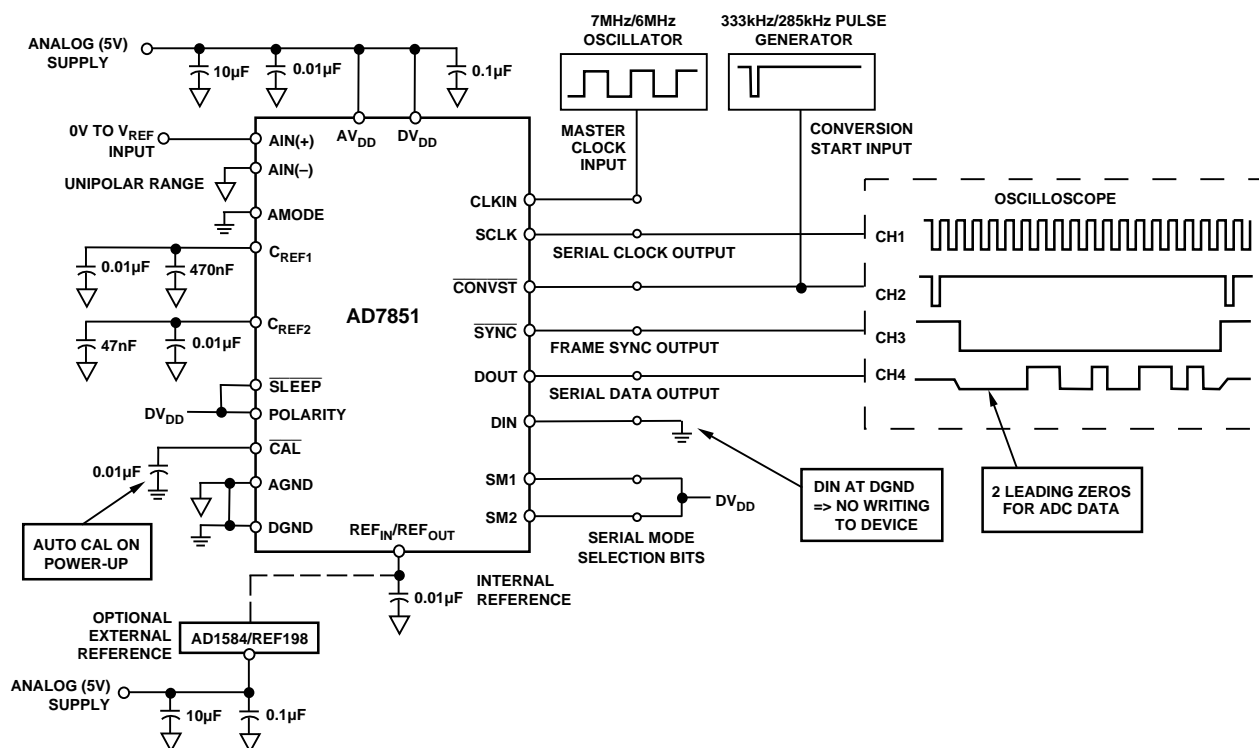 7MHz/6MHz
OSCILLATOR
333kHz/285kHz PULSE
GENERATOR
ANALOG (5V)
SUPPLY
10µF
0.01µF
0.1µF
AVDD
DVDD
0V TO VREF
INPUT
AIN(+)
AIN(–)
UNIPOLAR RANGE
AMODE
CREF1
0.01µF
470nF
CREF2
47nF
0.01µF
SLEEP
DVDD
POLARITY
CAL
0.01µF
AGND
DGND
AUTO CAL ON
POWER-UP
AD7851
REFIN/REFOUT
MASTER
CLOCK
INPUT
CONVERSION
START INPUT
CLKIN
SCLK
SERIAL CLOCK OUTPUT
CONVST
SYNC
FRAME SYNC OUTPUT
DOUT
SERIAL DATA OUTPUT
DIN
SM1
SM2
DVDD
SERIAL MODE
SELECTION BITS
OSCILLOSCOPE
CH1
CH2
CH3
CH4
DIN AT DGND
=> NO WRITING
TO DEVICE
2 LEADING ZEROS
FOR ADC DATA
INTERNAL
REFERENCE
0.01µF
OPTIONAL
EXTERNAL
REFERENCE
AD1584/REF198
ANALOG (5V)
SUPPLY
10µF
0.1µF